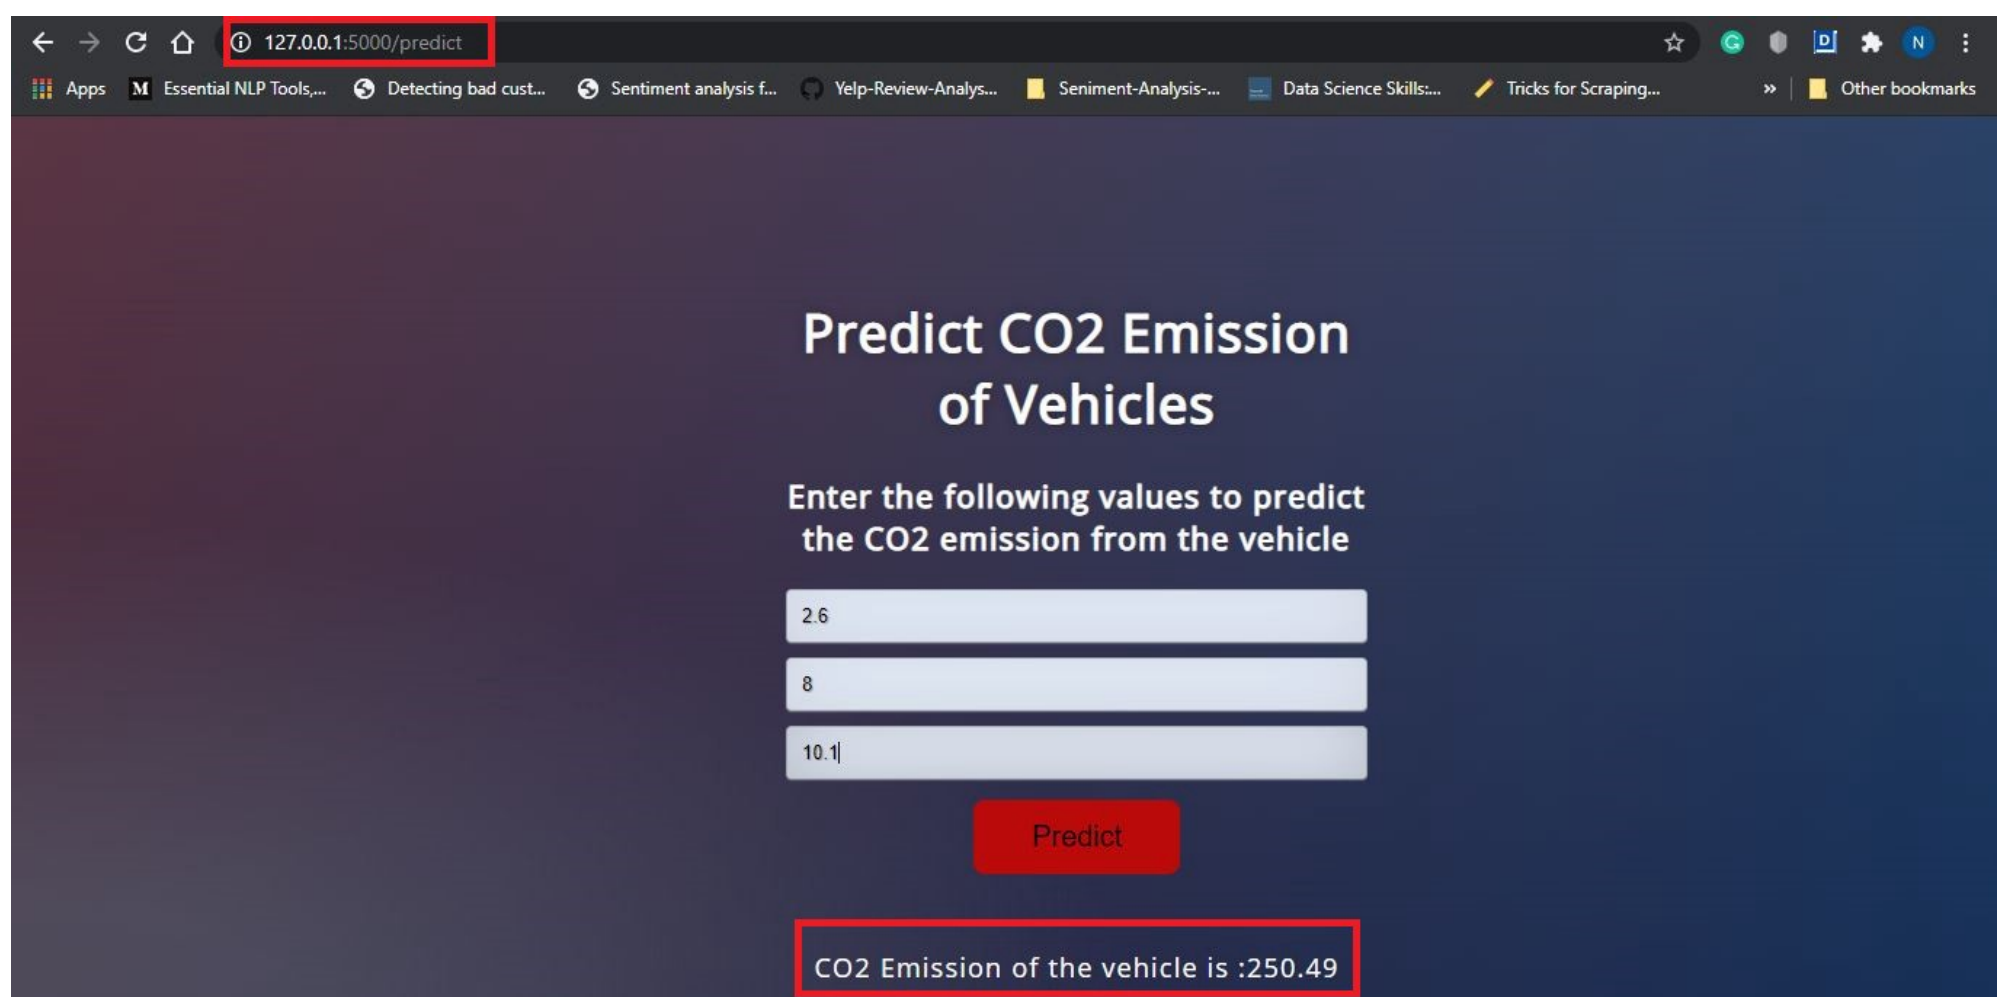 127.0.0.1:5000/predict
Apps M Essential NLP Tools,... Detecting bad cust... Sentiment analysis f... Yelp-Review-Analys... Seniment-Analysis-... Data Science Skills:... Tricks for Scraping... » Other bookmarks
Predict CO2 Emission
of Vehicles
Enter the following values to predict
the CO2 emission from the vehicle
2.6
8
10.1
Predict
CO2 Emission of the vehicle is :250.49